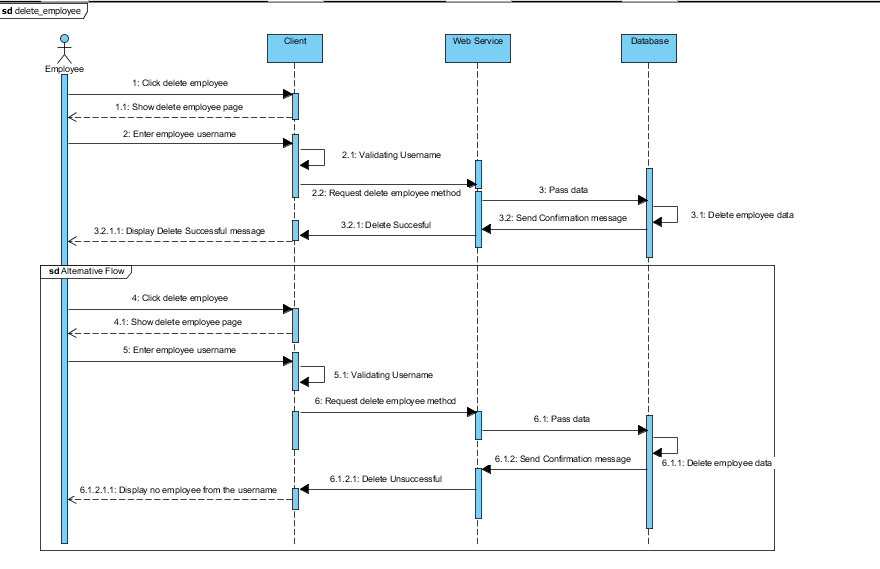 sd delete_employee
Client
Web Service
Database
Employee
1: Click delete employee
1.1: Show delete employee page
2: Enter employee username
2.1: Validating Username
2.2: Request delete employee method
3: Pass data
3.1: Delete employee data
3.2: Send Confirmation message
3.2.1: Delete Succesful
3.2.1.1: Display Delete Successful message
sd Alternative Flow
4: Click delete employee
4.1: Show delete employee page
5: Enter employee username
5.1: Validating Username
6: Request delete employee method
6.1: Pass data
6.1.1: Delete employee data
6.1.2: Send Confirmation message
6.1.2.1: Delete Unsuccessful
6.1.2.1.1: Display no employee from the username